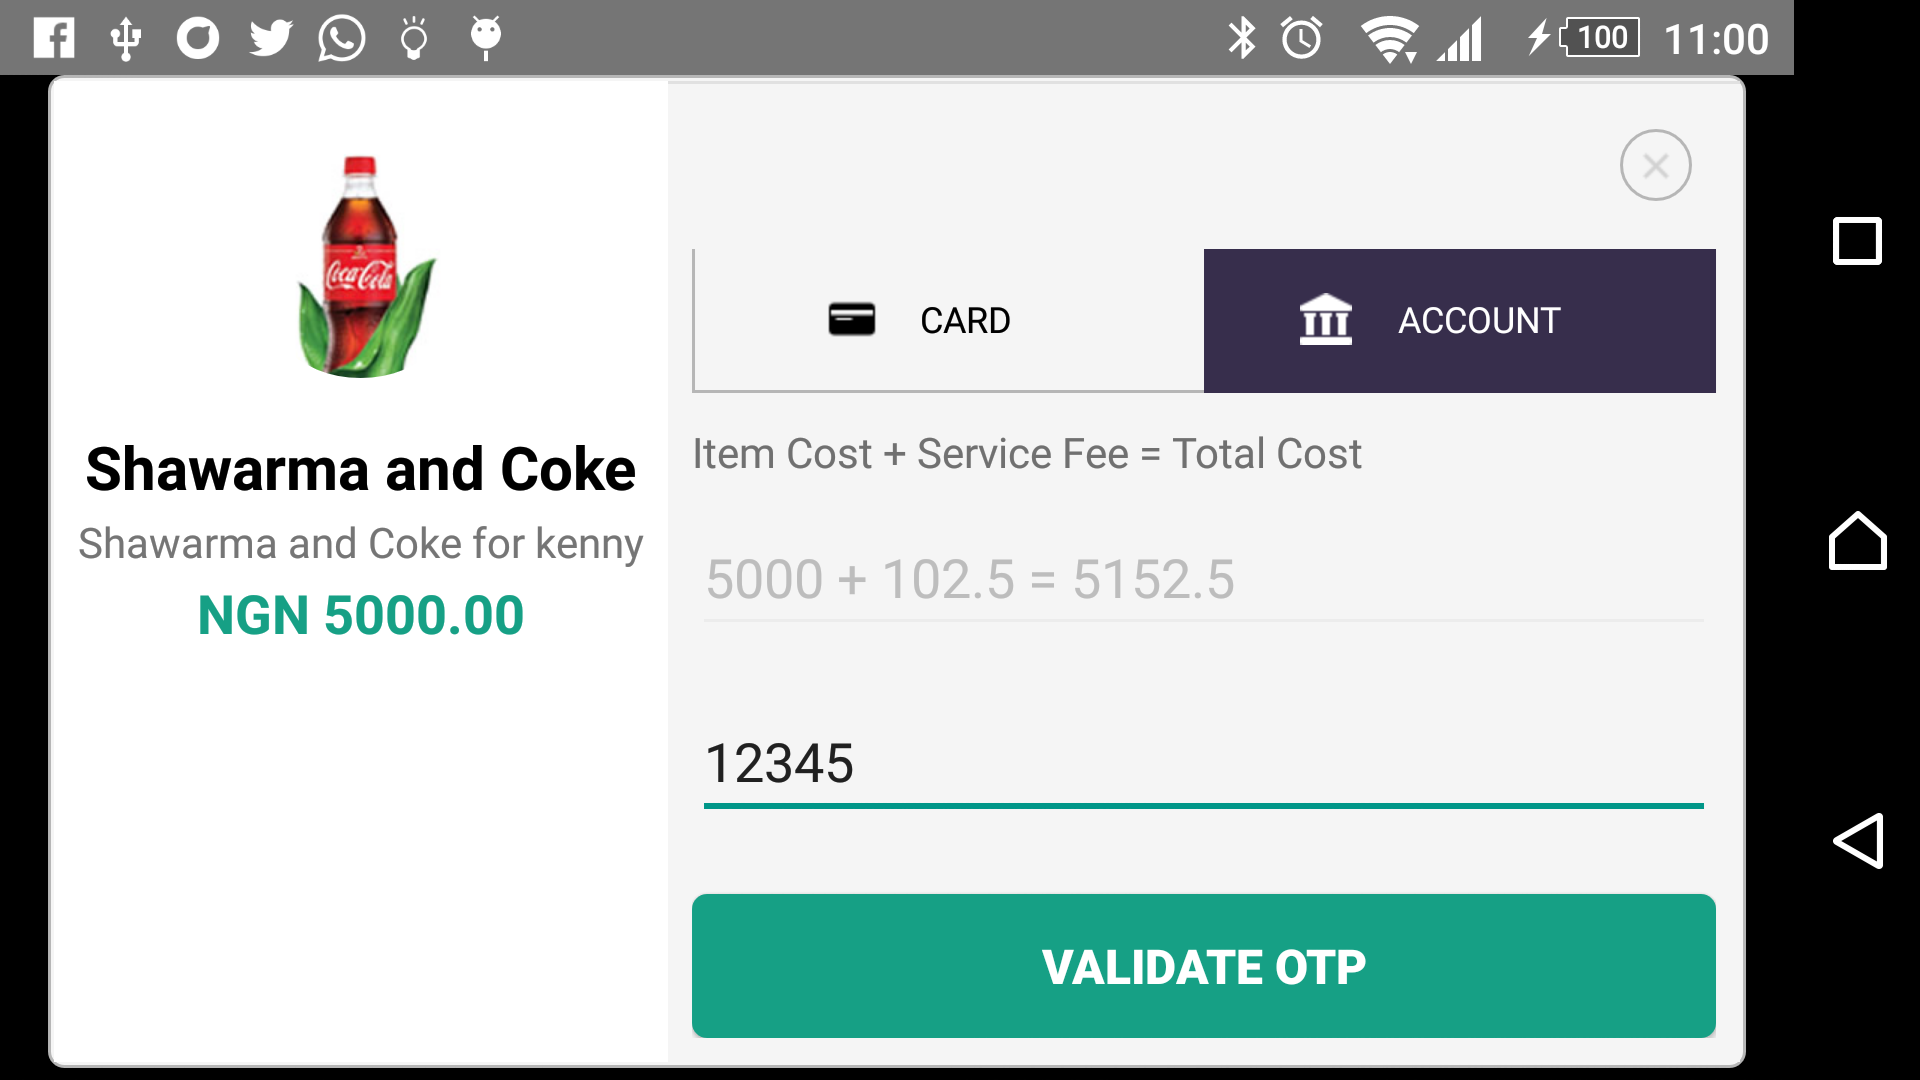 100 11:00
Coca-Cola
Shawarma and Coke
Shawarma and Coke for kenny
NGN 5000.00
CARD
ACCOUNT
Item Cost + Service Fee = Total Cost
5000 + 102.5 = 5152.5
12345
VALIDATE OTP